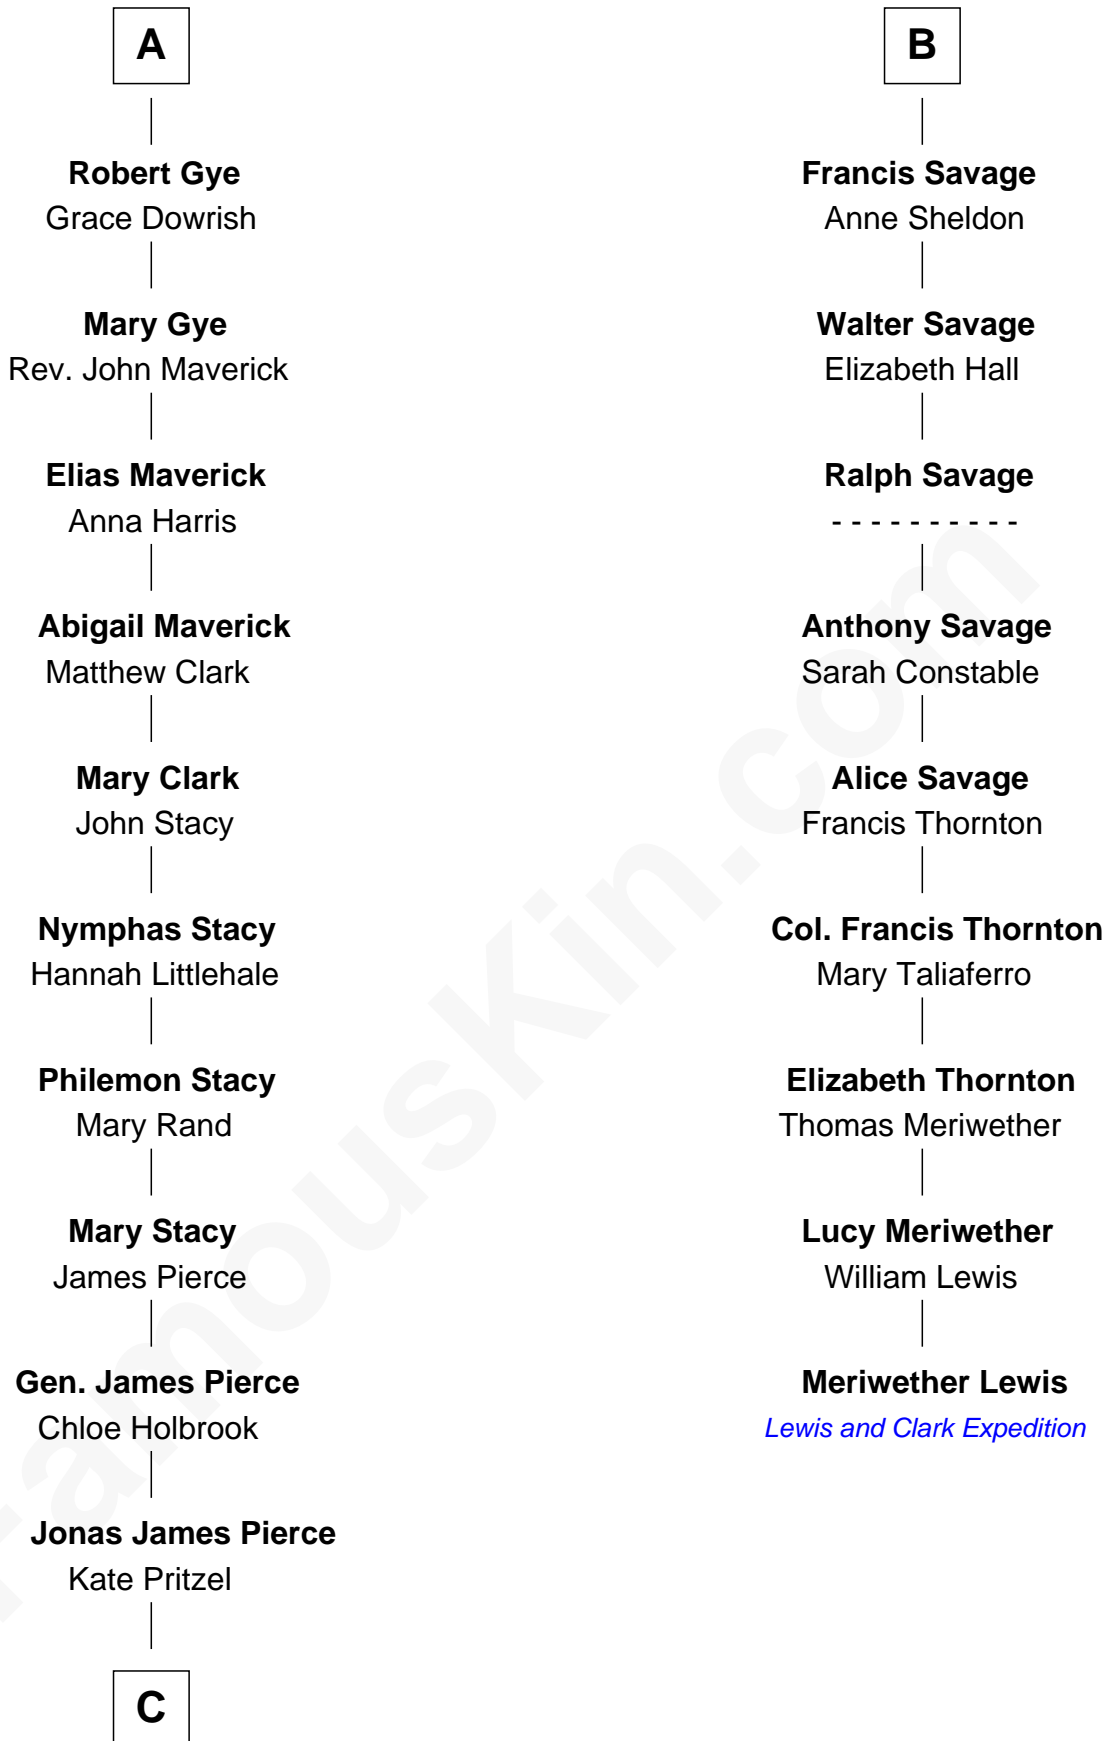 A
Robert Gye
Grace Dowrish
Mary Gye
Rev. John Maverick
Elias Maverick
Anna Harris
Abigail Maverick
Matthew Clark
Mary Clark
John Stacy
Nymphas Stacy
Hannah Littlehale
Philemon Stacy
Mary Rand
Mary Stacy
James Pierce
Gen. James Pierce
Chloe Holbrook
Jonas James Pierce
Kate Pritzel
C
B
Francis Savage
Anne Sheldon
Walter Savage
Elizabeth Hall
Ralph Savage
- - - - - - - - - -
Anthony Savage
Sarah Constable
Alice Savage
Francis Thornton
Col. Francis Thornton
Mary Taliaferro
Elizabeth Thornton
Thomas Meriwether
Lucy Meriwether
William Lewis
Meriwether Lewis
Lewis and Clark Expedition
FamousKin.com